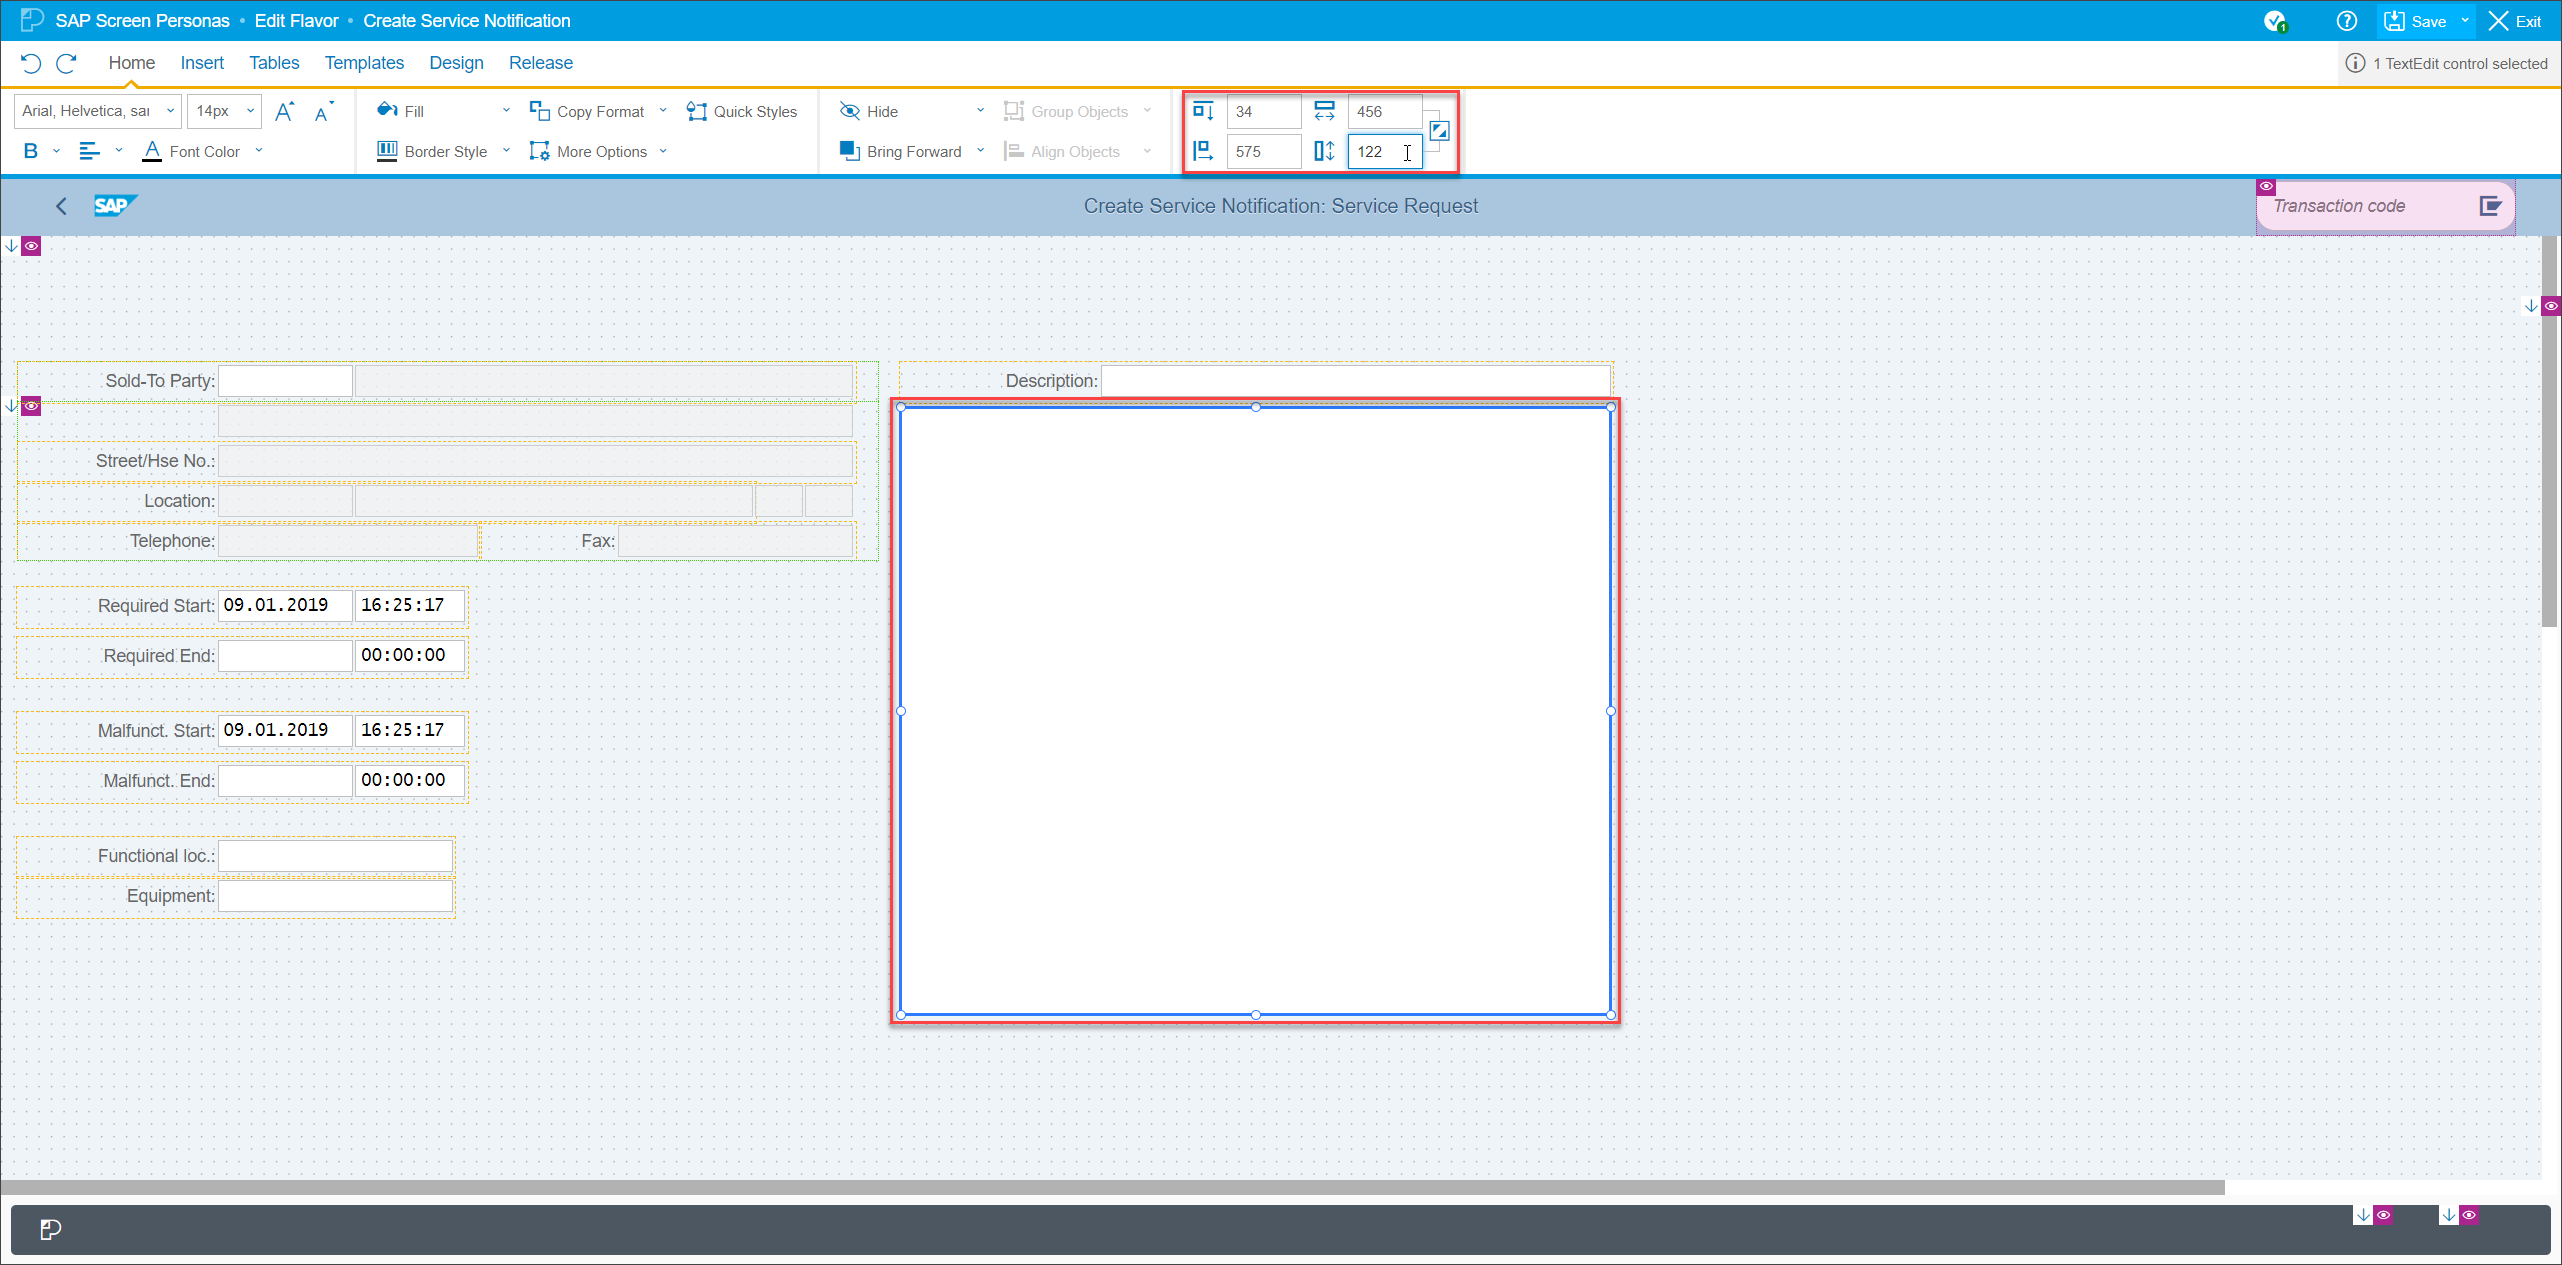 SAP Screen Personas • Edit Flavor • Create Service Notification
1
Save
Exit
Home
Insert
Tables
Templates
Design
Release
1 TextEdit control selected
Arial, Helvetica, sai
14px
A
A
Fill
Copy Format
Quick Styles
Hide
Group Objects
34
456
B
A Font Color
Border Style
More Options
Bring Forward
Align Objects
575
122
SAP
Create Service Notification: Service Request
Transaction code
Sold-To Party:
Description:
Street/Hse No.:
Location:
Telephone:
Fax:
Required Start: 09.01.2019 16:25:17
Required End: 00:00:00
Malfunct. Start: 09.01.2019 16:25:17
Malfunct. End: 00:00:00
Functional loc.:
Equipment: